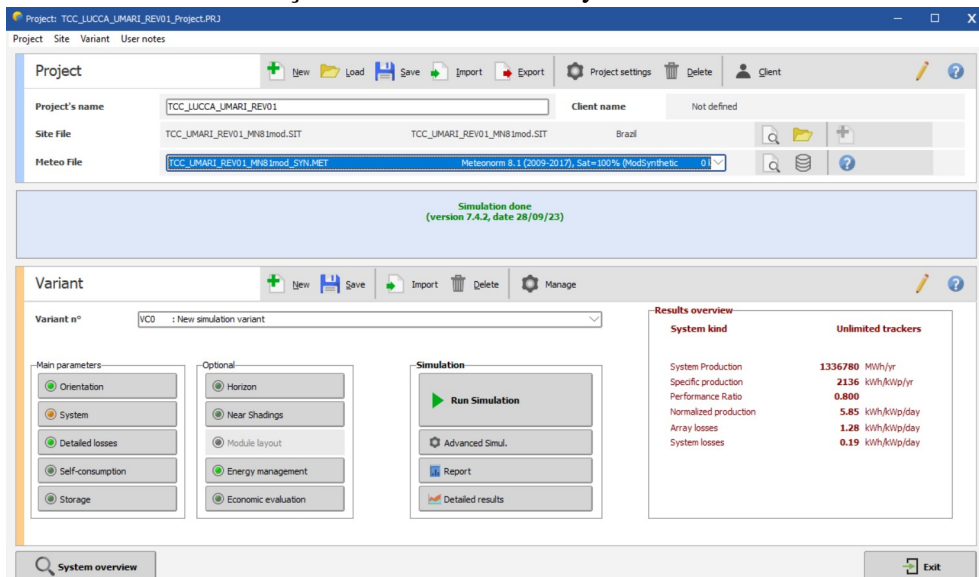 Project: TCC_LUCCA_UMARI_REV01_Project.PRJ
Project Site Variant User notes
Project New Load Save Import Export Project settings Delete Client
Project's name TCC_LUCCA_UMARI_REV01 Client name Not defined
Site File TCC_UMARI_REV01_MN81mod.SIT TCC_UMARI_REV01_MN81mod.SIT Brazil
Meteo File TCC_UMARI_REV01_MN81mod_SYN.MET Meteonorm 8.1 (2009-2017), Sat=100% (ModSynthetic 0
Simulation done
(version 7.4.2, date 28/09/23)
Variant New Save Import Delete Manage
Variant n° VC0 : New simulation variant
Results overview
System kind Unlimited trackers
System Production 1336780 MWh/yr
Specific production 2136 kWh/kWp/yr
Performance Ratio 0.800
Normalized production 5.85 kWh/kWp/day
Array losses 1.28 kWh/kWp/day
System losses 0.19 kWh/kWp/day
Main parameters
Orientation
System
Detailed losses
Self-consumption
Storage
Optional
Horizon
Near Shadings
Module layout
Energy management
Economic evaluation
Simulation
Run Simulation
Advanced Simul.
Report
Detailed results
System overview Exit